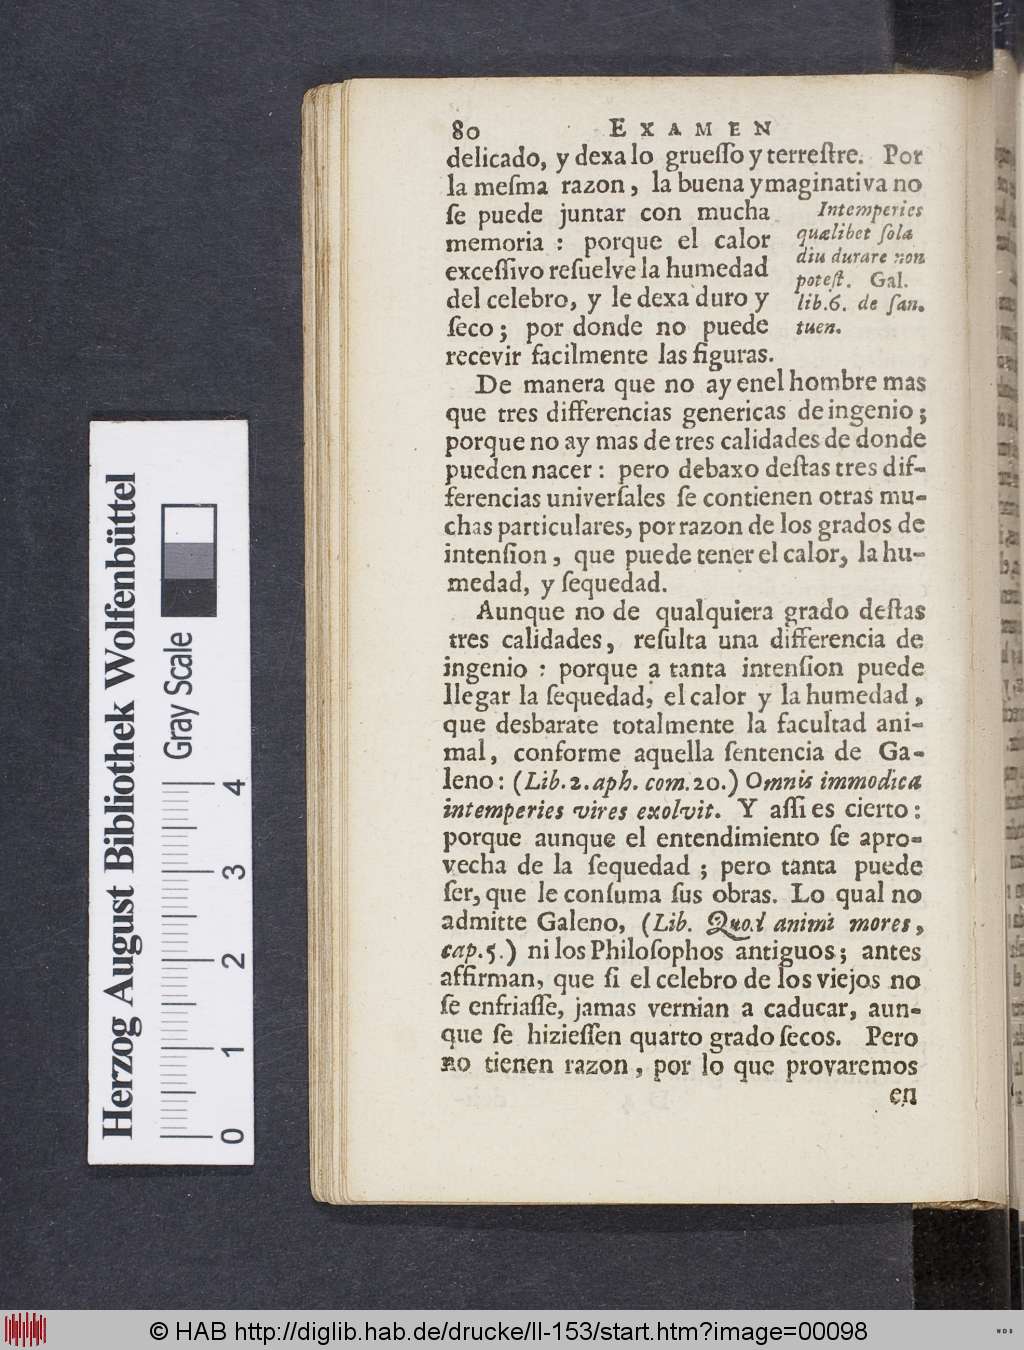 80 EXAMEN
delicado, y dexa lo grueſſo y terreſtre. Por
la meſma razon, la buena ymaginativa no
ſe puede juntar con mucha
memoria : porque el calor
exceſſivo reſuelve la humedad
del celebro, y le dexa duro y
ſeco ; por donde no puede
recevir facilmente las figuras.
Intemperies
quælibet ſola
diu durare non
poteſt. Gal.
lib.6. de ſan.
tuen.
De manera que no ay enel hombre mas
que tres differencias genericas de ingenio ;
porque no ay mas de tres calidades de donde
pueden nacer : pero debaxo deſtas tres dif-
ferencias univerſales ſe contienen otras mu-
chas particulares, por razon de los grados de
intenſion, que puede tener el calor, la hu-
medad, y ſequedad.
Aunque no de qualquiera grado deſtas
tres calidades, reſulta una differencia de
ingenio : porque a tanta intenſion puede
llegar la ſequedad, el calor y la humedad,
que desbarate totalmente la facultad ani-
mal, conforme aquella ſentencia de Ga-
leno : (Lib. 2. aph. com. 20.) Omnis immodica
intemperies vires exolvit. Y aſſi es cierto :
porque aunque el entendimiento ſe apro-
vecha de la ſequedad ; pero tanta puede
ſer, que le conſuma ſus obras. Lo qual no
admitte Galeno, (Lib. Quod animi mores,
cap. 5.) ni los Philoſophos antiguos ; antes
affirman, que ſi el celebro de los viejos no
ſe enfriaſſe, jamas vernian a caducar, aun-
que ſe hizieſſen quarto grado ſecos. Pero
no tienen razon, por lo que provaremos
en
Herzog August Bibliothek Wolfenbüttel
Gray Scale
0 1 2 3 4
© HAB http://diglib.hab.de/drucke/ll-153/start.htm?image=00098